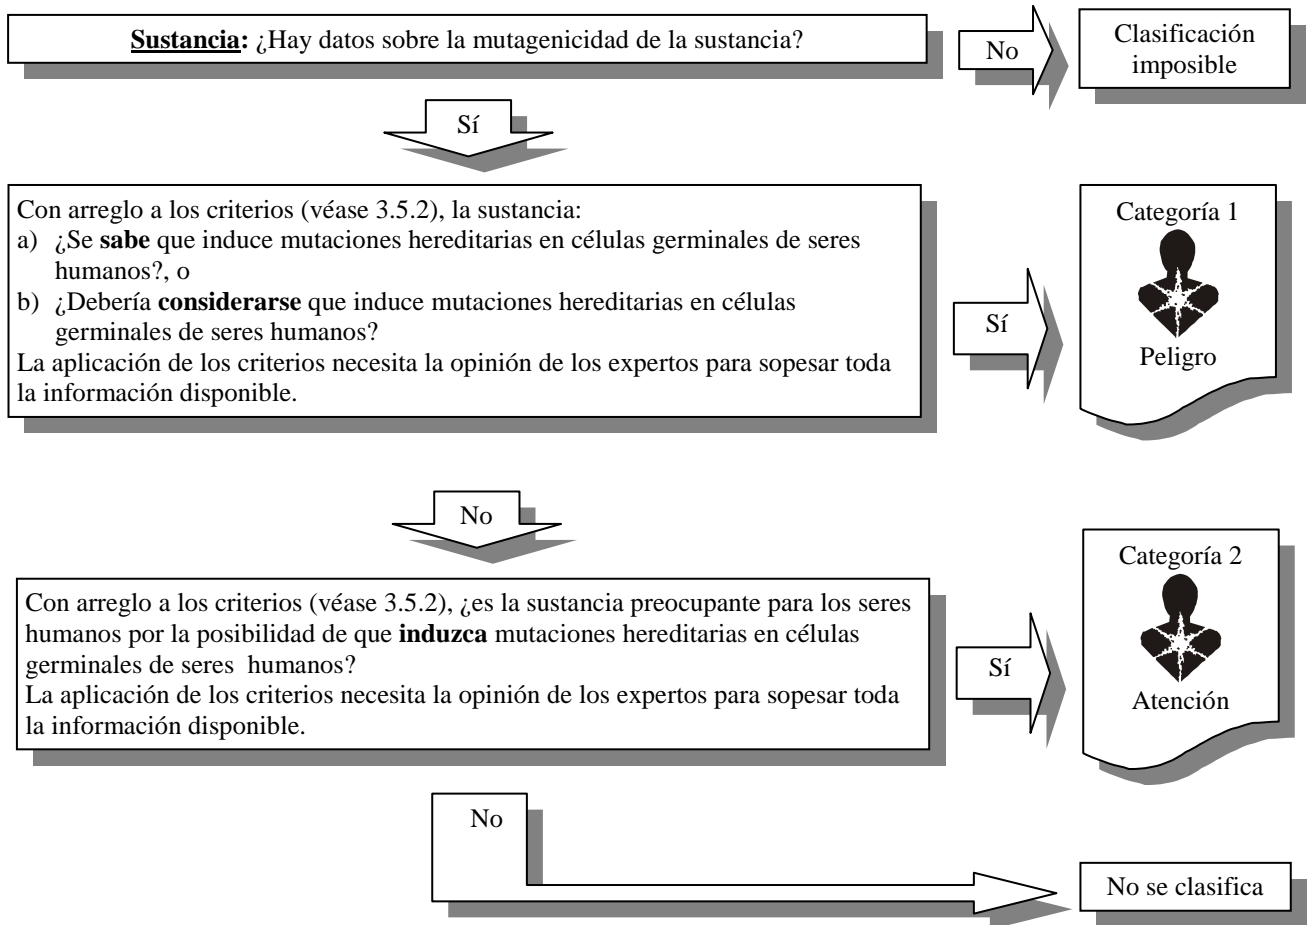 Sustancia: ¿Hay datos sobre la mutagenicidad de la sustancia?
No
Clasificación
imposible
Sí
Con arreglo a los criterios (véase 3.5.2), la sustancia:
a) ¿Se sabe que induce mutaciones hereditarias en células germinales de seres
humanos?, o
b) ¿Debería considerarse que induce mutaciones hereditarias en células
germinales de seres humanos?
La aplicación de los criterios necesita la opinión de los expertos para sopesar toda
la información disponible.
Sí
Categoría 1
Peligro
No
Con arreglo a los criterios (véase 3.5.2), ¿es la sustancia preocupante para los seres
humanos por la posibilidad de que induzca mutaciones hereditarias en células
germinales de seres humanos?
La aplicación de los criterios necesita la opinión de los expertos para sopesar toda
la información disponible.
Sí
Categoría 2
Atención
No
No se clasifica